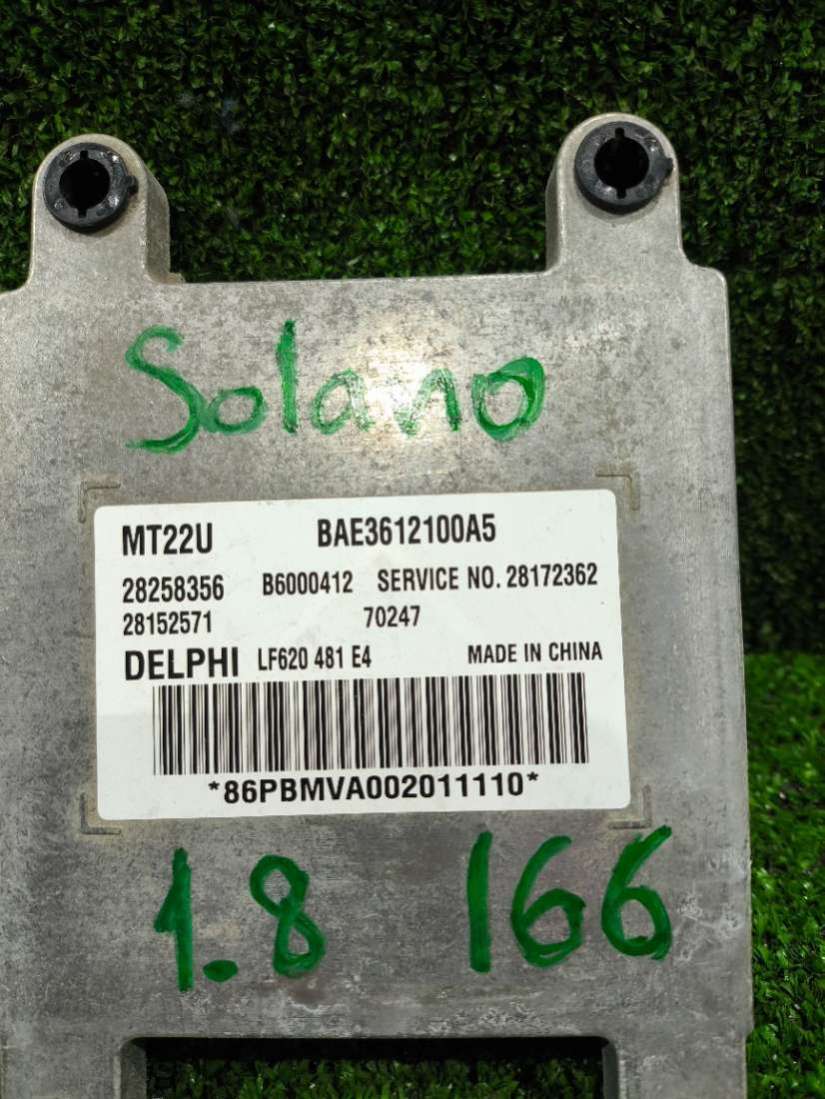 Solano
MT22U BAE3612100A5
28258356 B6000412 SERVICE NO. 28172362
28152571 70247
DELPHI LF620 481 E4 MADE IN CHINA
*86PBMVA002011110*
1.8 166